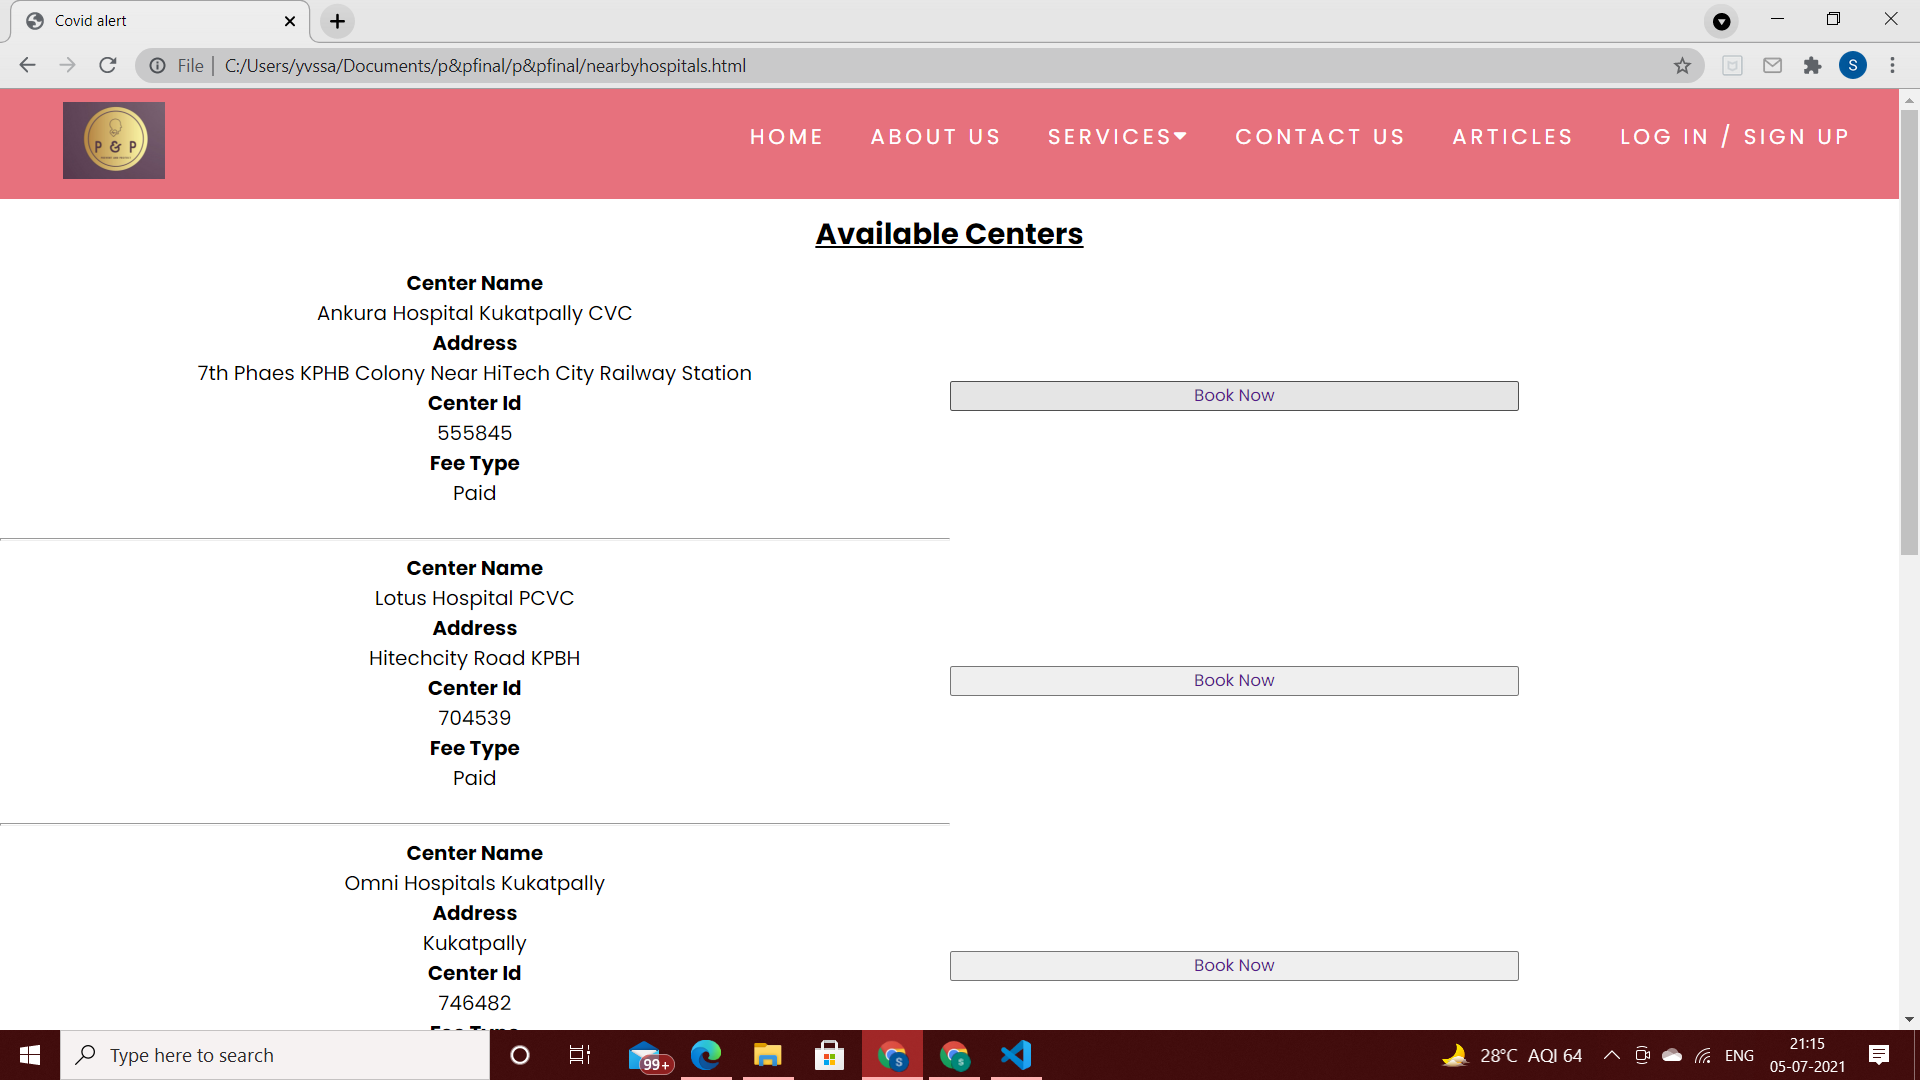 Covid alert
File
C:/Users/yvssa/Documents/p&pfinal/p&pfinal/nearbyhospitals.html
S
P & P
HOME
ABOUT US
SERVICES
CONTACT US
ARTICLES
LOG IN / SIGN UP
Available Centers
Center Name
Ankura Hospital Kukatpally CVC
Address
7th Phaes KPHB Colony Near HiTech City Railway Station
Center Id
555845
Fee Type
Paid
Book Now
Center Name
Lotus Hospital PCVC
Address
Hitechcity Road KPBH
Center Id
704539
Fee Type
Paid
Book Now
Center Name
Omni Hospitals Kukatpally
Address
Kukatpally
Center Id
746482
Fee Type
Book Now
Type here to search
99+
S
S
28°C AQI 64
ENG
21:15
05-07-2021